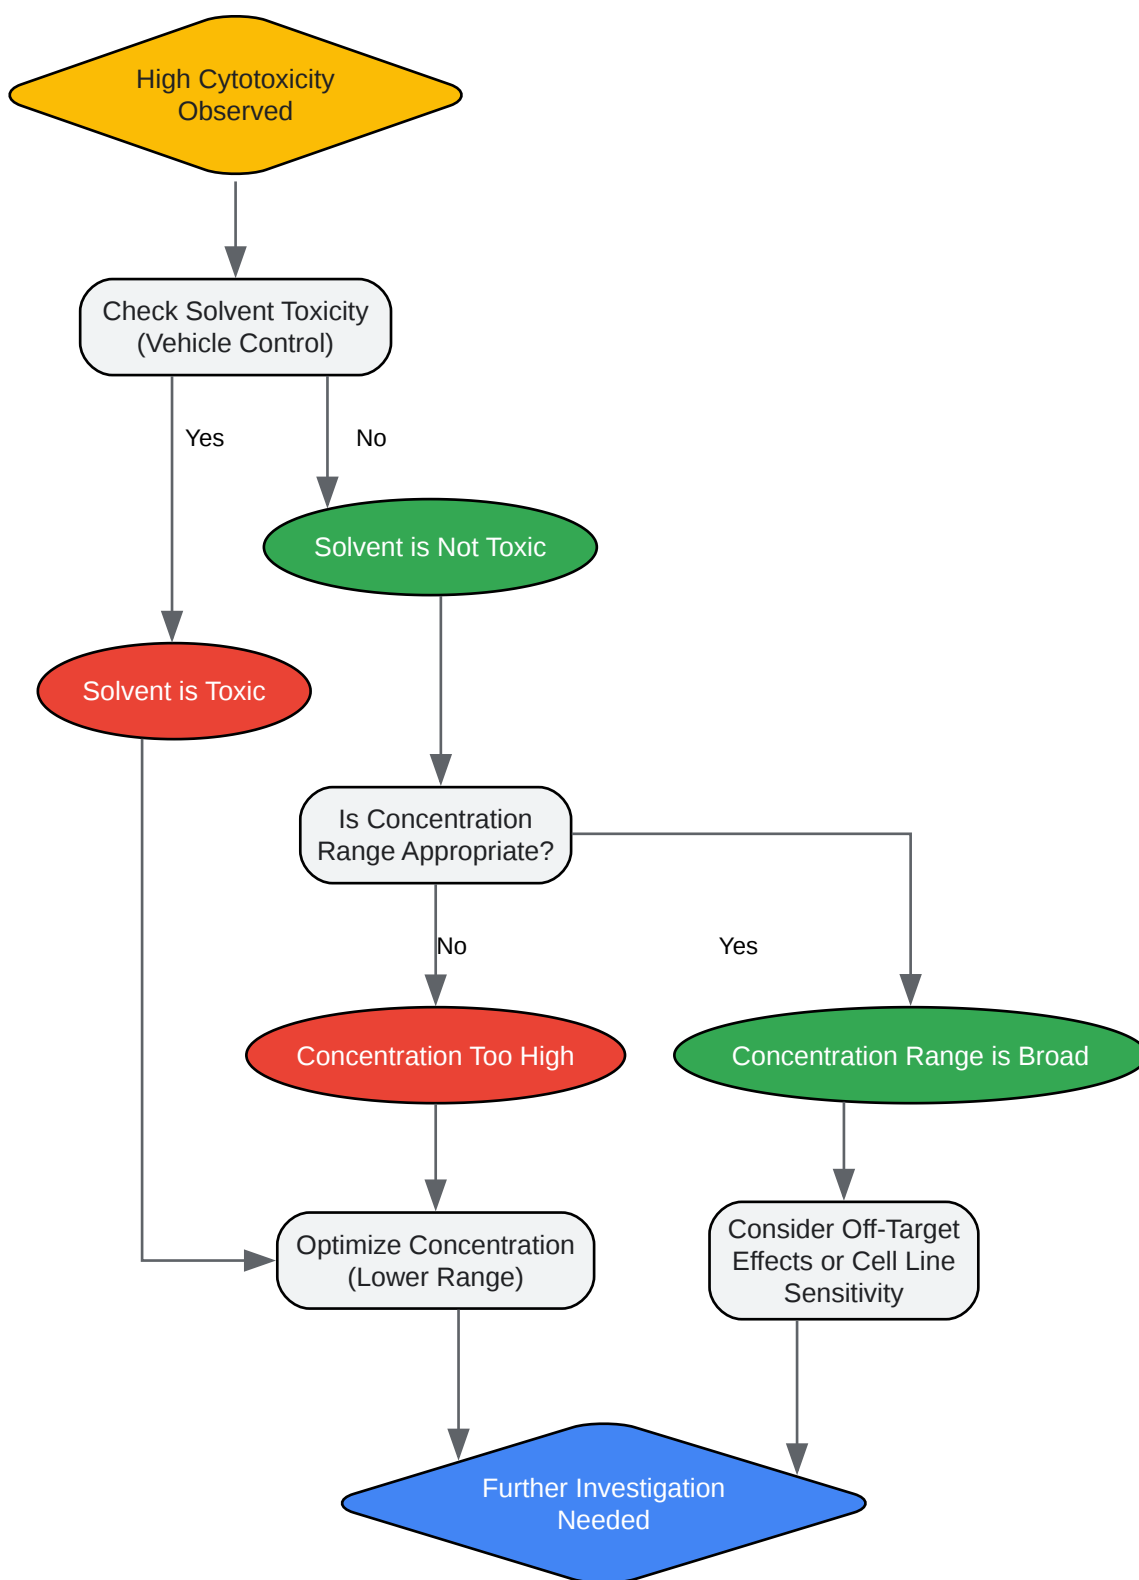 High Cytotoxicity
Observed
Check Solvent Toxicity
(Vehicle Control)
Yes
No
Solvent is Not Toxic
Solvent is Toxic
Is Concentration
Range Appropriate?
No
Yes
Concentration Too High
Concentration Range is Broad
Optimize Concentration
(Lower Range)
Consider Off-Target
Effects or Cell Line
Sensitivity
Further Investigation
Needed